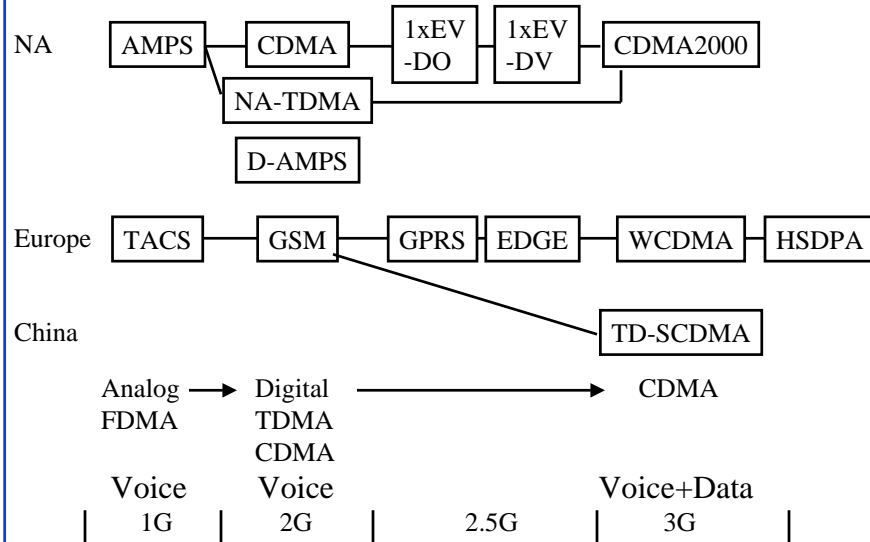 NA AMPS CDMA 1xEV 1xEV CDMA2000
-DO -DV
NA-TDMA
D-AMPS
Europe TACS GSM GPRS EDGE WCDMA HSDPA
China TD-SCDMA
Analog Digital CDMA
FDMA TDMA
CDMA
Voice Voice Voice+Data
1G 2G 2.5G 3G